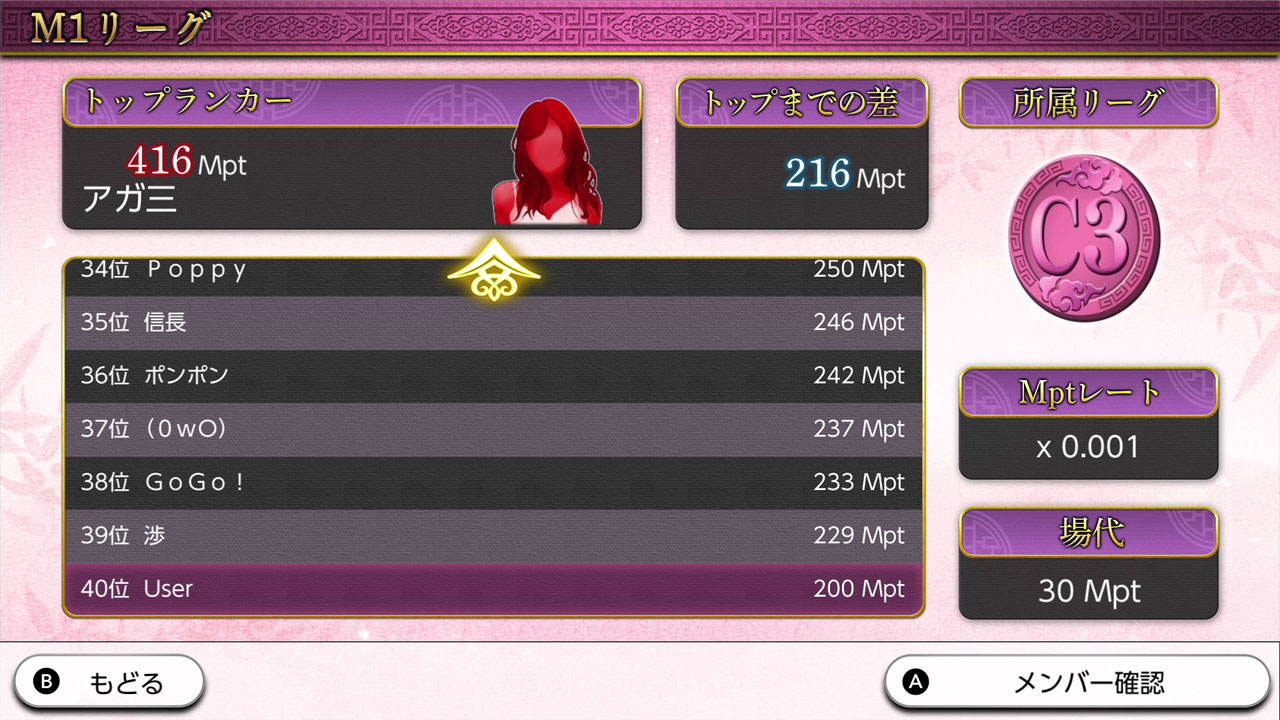 M1リーグ
トップランカー
416 Mpt
アガ三
トップまでの差
216 Mpt
所属リーグ
C3
34位 Ｐｏｐｐｙ 250 Mpt
35位 信長 246 Mpt
36位 ポンポン 242 Mpt
37位 （０ｗＯ） 237 Mpt
38位 ＧｏＧｏ！ 233 Mpt
39位 渉 229 Mpt
40位 User 200 Mpt
Mptレート
x 0.001
場代
30 Mpt
B もどる
A メンバー確認